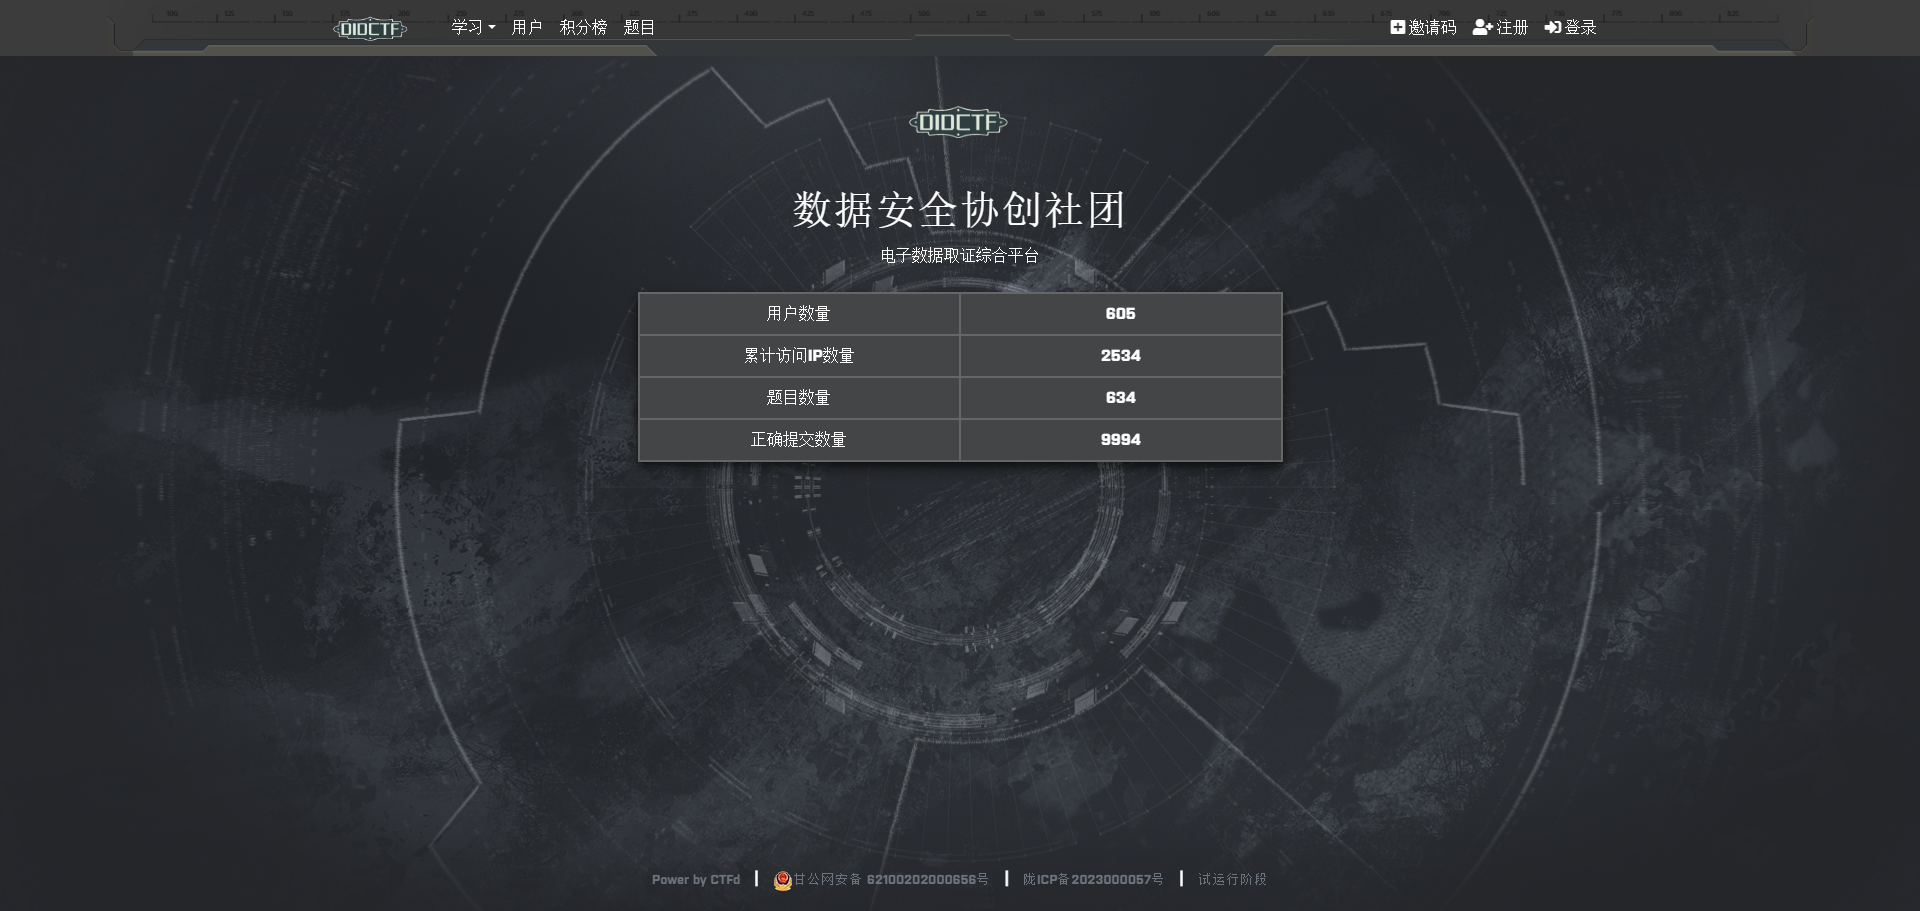 DIDCTF 学习 用户 积分榜 题目 邀请码 注册 登录
DIDCTF
数据安全协创社团
电子数据取证综合平台
用户数量 605
累计访问IP数量 2534
题目数量 634
正确提交数量 9994
Power by CTFd | 甘公网安备 62100202000656号 | 陇ICP备2023000057号 | 试运行阶段